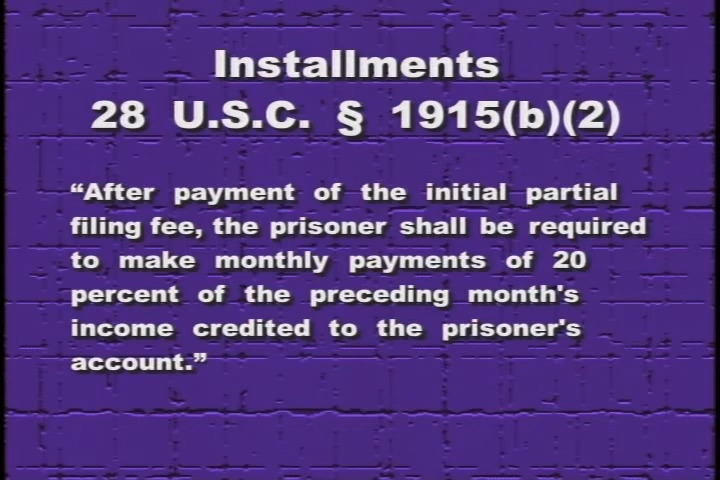 Installments
28 U.S.C. § 1915(b)(2)
“After payment of the initial partial
filing fee, the prisoner shall be required
to make monthly payments of 20
percent of the preceding month's
income credited to the prisoner's
account.”